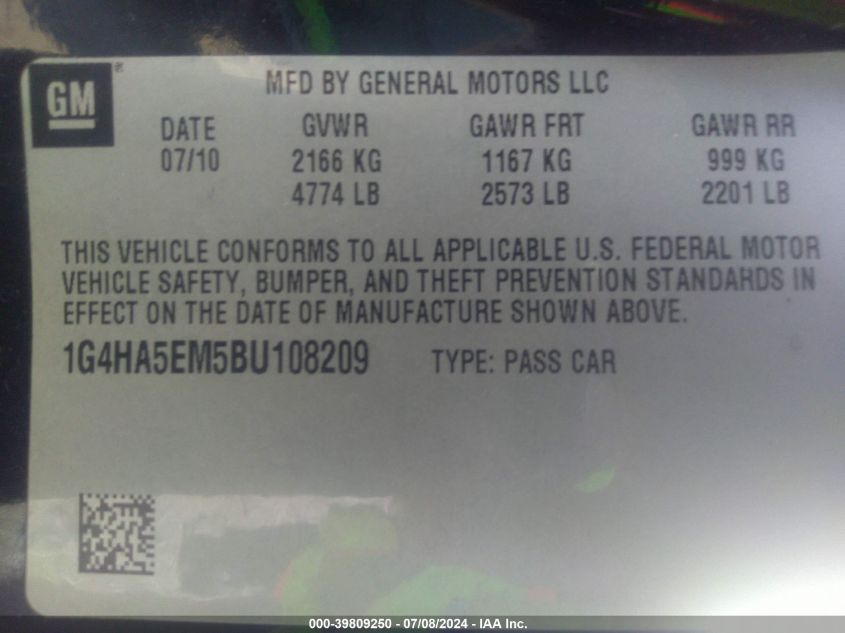 GM
®
MFD BY GENERAL MOTORS LLC
DATE GVWR GAWR FRT GAWR RR
07/10 2166 KG 1167 KG 999 KG
4774 LB 2573 LB 2201 LB
THIS VEHICLE CONFORMS TO ALL APPLICABLE U.S. FEDERAL MOTOR
VEHICLE SAFETY, BUMPER, AND THEFT PREVENTION STANDARDS IN
EFFECT ON THE DATE OF MANUFACTURE SHOWN ABOVE.
1G4HA5EM5BU108209 TYPE: PASS CAR
000-39809250 - 07/08/2024 - IAA Inc.